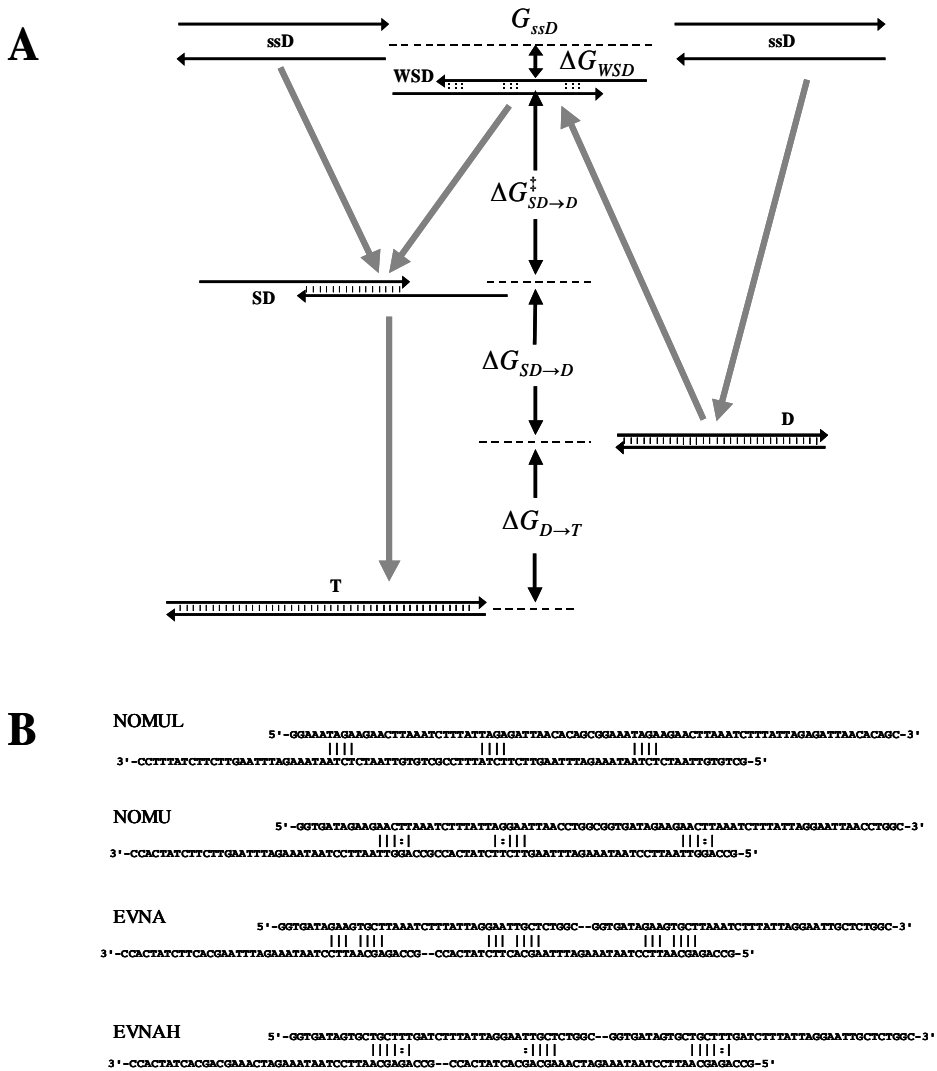 A
G_ssD
ssD
ssD
ΔG_WSD
WSD
ΔG‡_SD→D
SD
ΔG_SD→D
D
ΔG_D→T
T
B
NOMUL
5'-GGAAATAGAAGAACTTAAATCTTTATTAGAGATTAACACAGCGGAAATAGAAGAACTTAAATCTTTATTAGAGATTAACACAGC-3'
3'-CCTTTATCTTCTTGAATTTAGAAATAATCTCTAATTGTGTCGCCTTTATCTTCTTGAATTTAGAAATAATCTCTAATTGTGTCG-5'
NOMU
5'-GGTGATAGAAGAACTTAAATCTTTATTAGGAATTAACCTGGCGGTGATAGAAGAACTTAAATCTTTATTAGGAATTAACCTGGC-3'
3'-CCACTATCTTCTTGAATTTAGAAATAATCCTTAATTGGACCGCCACTATCTTCTTGAATTTAGAAATAATCCTTAATTGGACCG-5'
EVNA
5'-GGTGATAGAAGTGCTTAAATCTTTATTAGGAATTGCTCTGGC--GGTGATAGAAGTGCTTAAATCTTTATTAGGAATTGCTCTGGC-3'
3'-CCACTATCTTCACGAATTTAGAAATAATCCTTAACGAGACCG--CCACTATCTTCACGAATTTAGAAATAATCCTTAACGAGACCG-5'
EVNAH
5'-GGTGATAGTGCTGCTTTGATCTTTATTAGGAATTGCTCTGGC--GGTGATAGTGCTGCTTTGATCTTTATTAGGAATTGCTCTGGC-3'
3'-CCACTATCACGACGAAACTAGAAATAATCCTTAACGAGACCG--CCACTATCACGACGAAACTAGAAATAATCCTTAACGAGACCG-5'